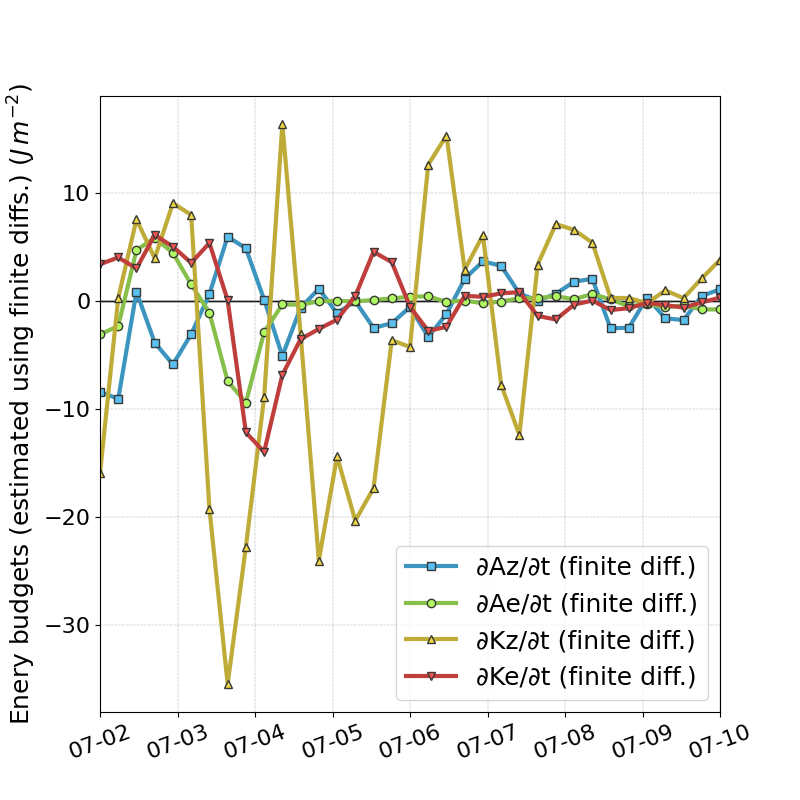 Enery budgets (estimated using finite diffs.) (J m⁻²)
10
0
−10
−20
−30
07-02
07-03
07-04
07-05
07-06
07-07
07-08
07-09
07-10
∂Az/∂t (finite diff.)
∂Ae/∂t (finite diff.)
∂Kz/∂t (finite diff.)
∂Ke/∂t (finite diff.)